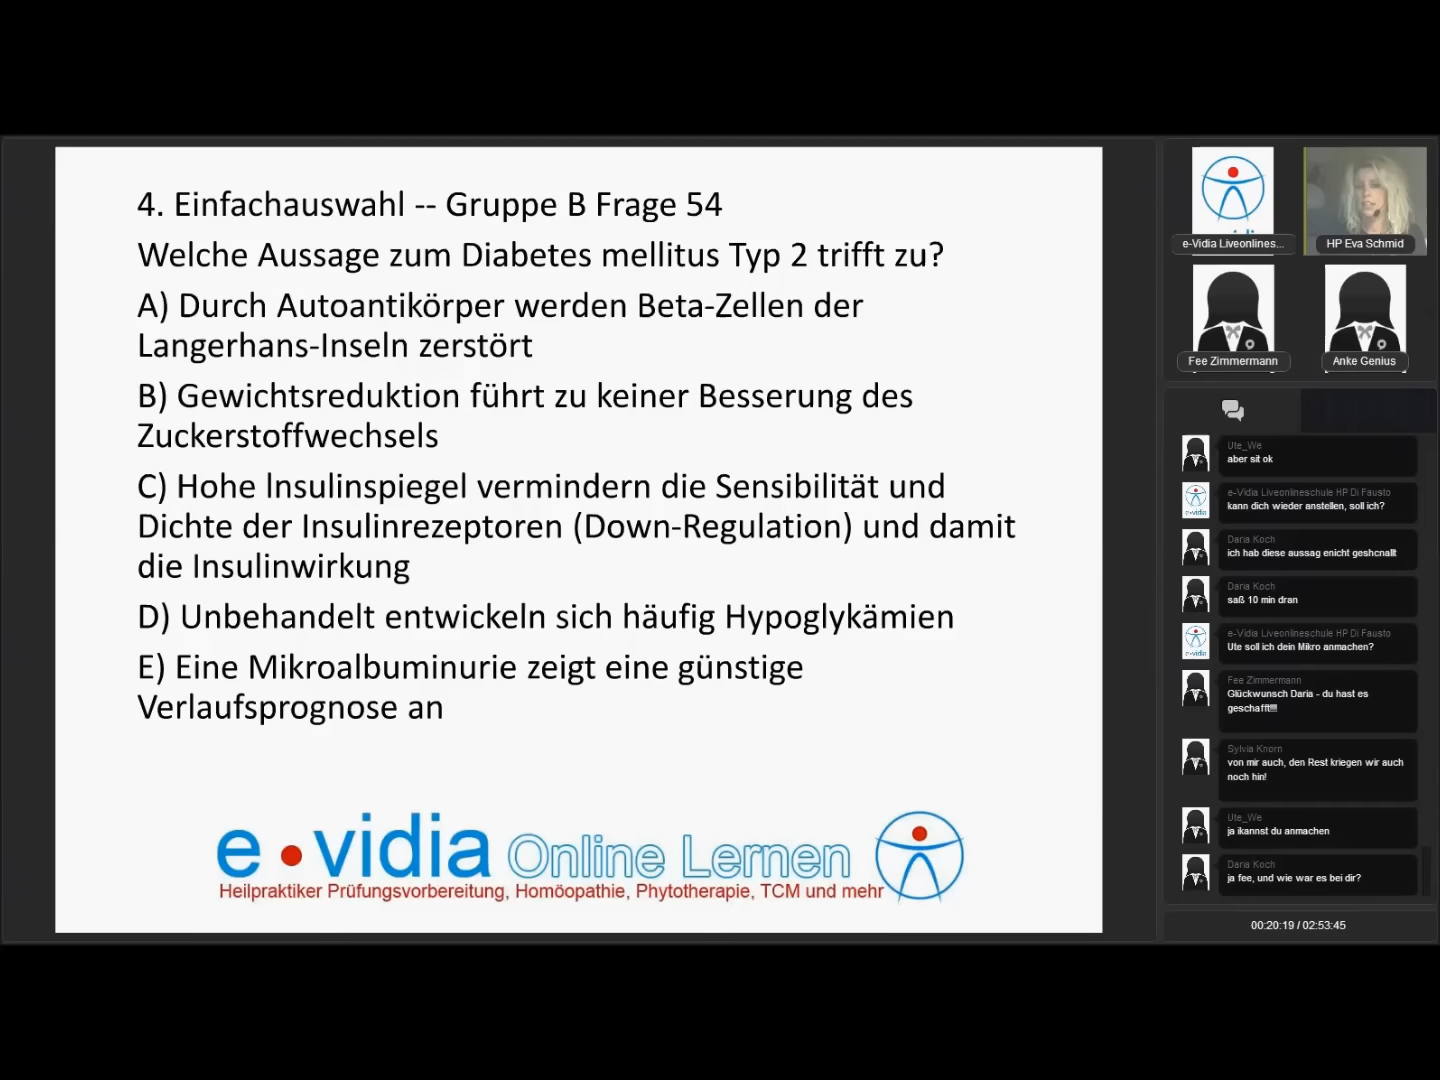 4. Einfachauswahl -- Gruppe B Frage 54
Welche Aussage zum Diabetes mellitus Typ 2 trifft zu?
A) Durch Autoantikörper werden Beta-Zellen der
Langerhans-Inseln zerstört
B) Gewichtsreduktion führt zu keiner Besserung des
Zuckerstoffwechsels
C) Hohe lnsulinspiegel vermindern die Sensibilität und
Dichte der Insulinrezeptoren (Down-Regulation) und damit
die Insulinwirkung
D) Unbehandelt entwickeln sich häufig Hypoglykämien
E) Eine Mikroalbuminurie zeigt eine günstige
Verlaufsprognose an
e • vidia Online Lernen
Heilpraktiker Prüfungsvorbereitung, Homöopathie, Phytotherapie, TCM und mehr
e-Vidia Liveonlines...
HP Eva Schmid
Fee Zimmermann
Anke Genius
Ute_We
aber sit ok
e-Vidia Liveonlineschule HP Di Fausto
kann dich wieder anstellen, soll ich?
Daria Koch
ich hab diese aussag enicht geshcnallt
Daria Koch
saß 10 min dran
e-Vidia Liveonlineschule HP Di Fausto
Ute soll ich dein Mikro anmachen?
Fee Zimmermann
Glückwunsch Daria - du hast es
geschafft!!!
Sylvia Knorn
von mir auch, den Rest kriegen wir auch
noch hin!
Ute_We
ja ikannst du anmachen
Daria Koch
ja fee, und wie war es bei dir?
00:20:19 / 02:53:45